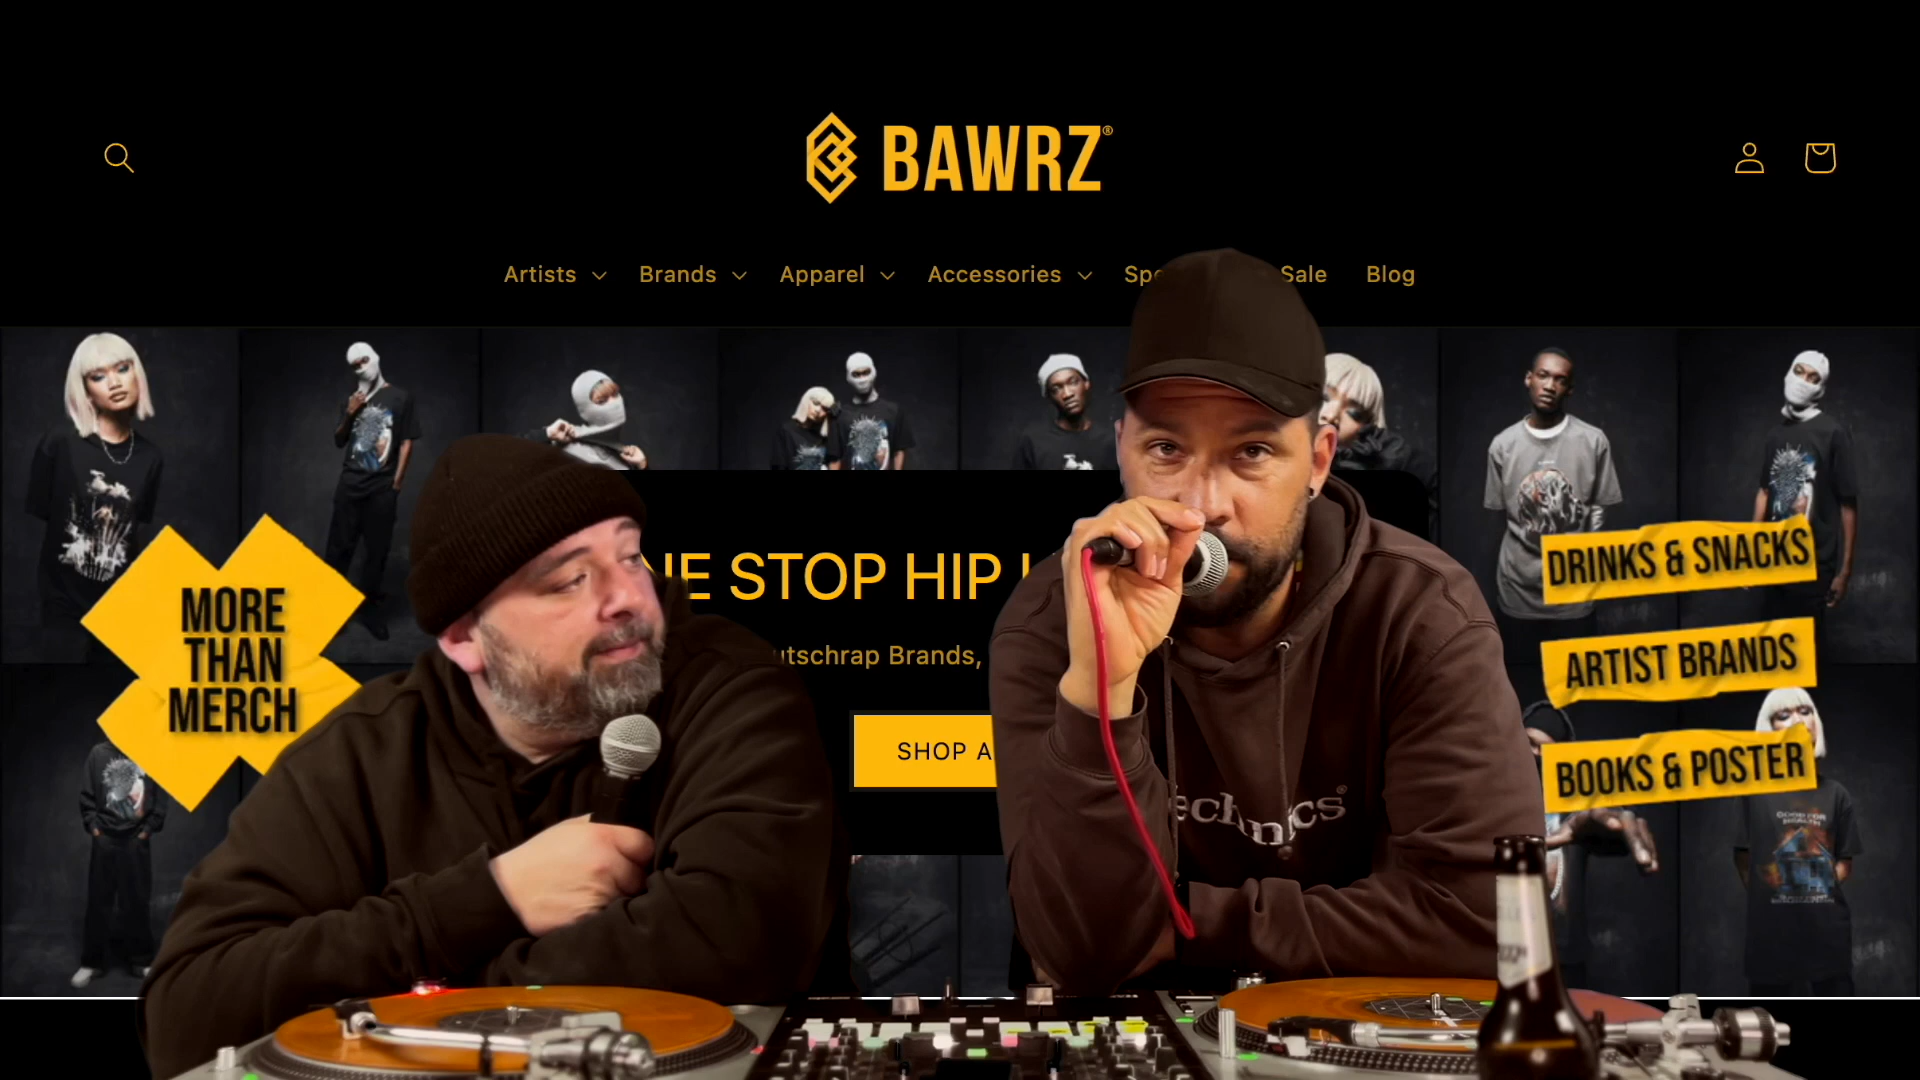 BAWRZ®
Artists Brands Apparel Accessories Sale Blog
STOP HIP
Brands,
SHOP
MORE
THAN
MERCH
DRINKS & SNACKS
ARTIST BRANDS
BOOKS & POSTER